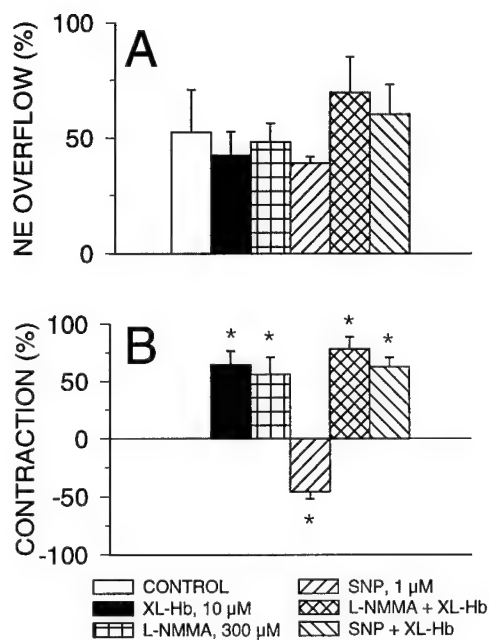 A
NE OVERFLOW (%)
100
50
0
B
CONTRACTION (%)
100
50
0
-50
-100
* * * *
*
CONTROL
XL-Hb, 10 µM
L-NMMA, 300 µM
SNP, 1 µM
L-NMMA + XL-Hb
SNP + XL-Hb